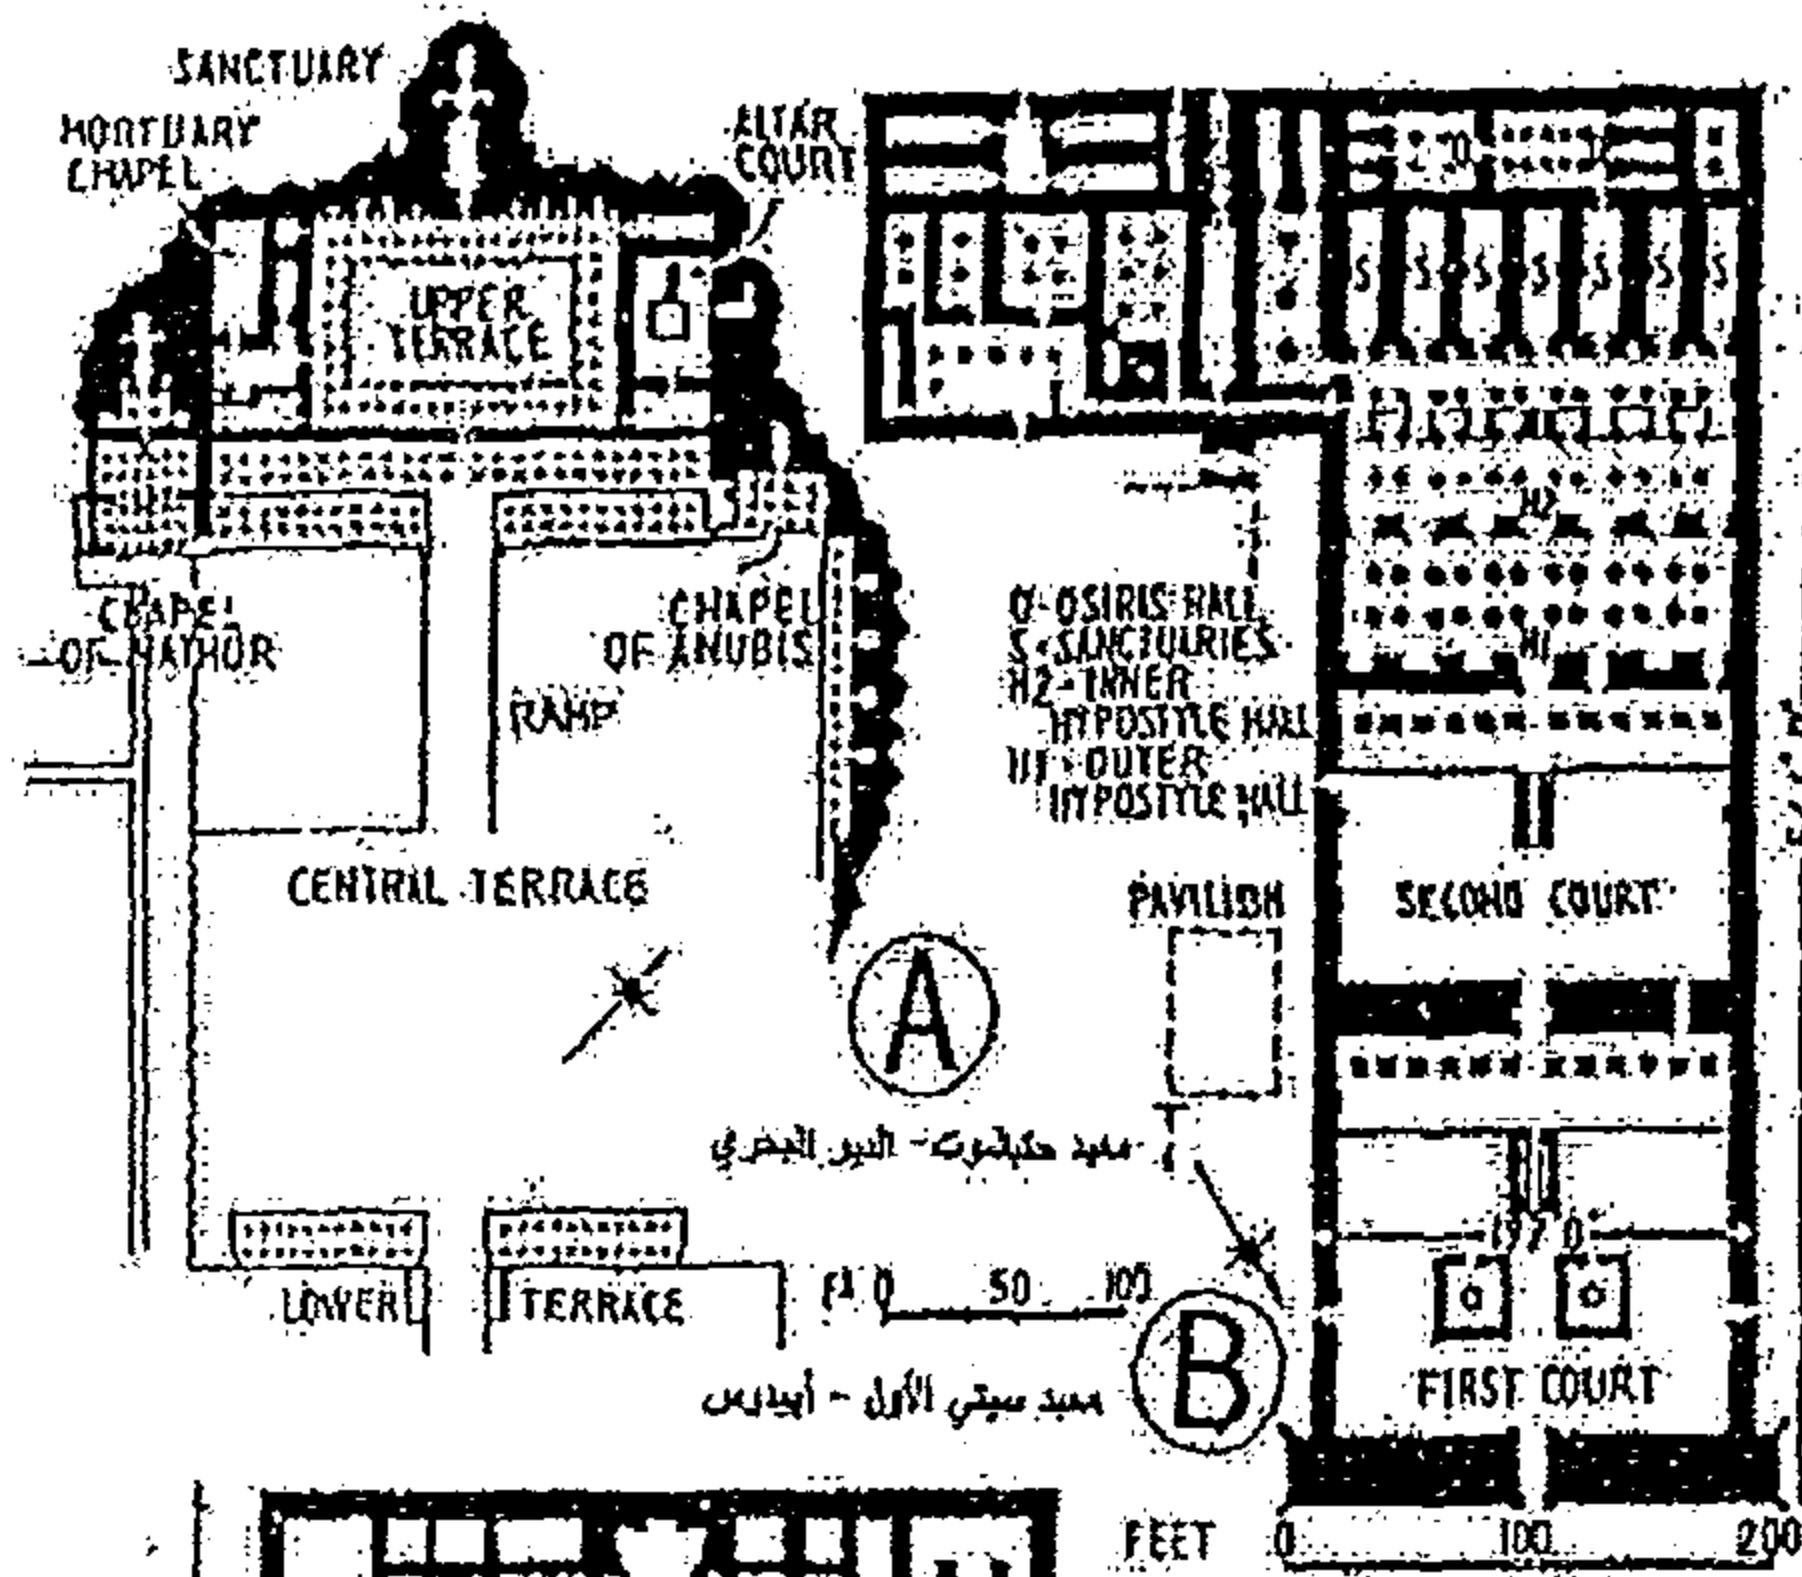 SANCTUARY
MORTUARY
CHAPEL
ALTAR
COURT
UPPER
TERRACE
CHAPEL
OF HATHOR
CHAPEL
OF ANUBIS
RAMP
CENTRAL TERRACE
LOWER TERRACE
A
معبد حتشبسوت - الدير البحري
0 50 100
معبد سيتي الأول - أبيدوس
B
O
S S S S S S S
H2
H1
O-OSIRIS HALL
S-SANCTUARIES
H2-INNER
HYPOSTYLE HALL
H1-OUTER
HYPOSTYLE HALL
PAVILION
SECOND COURT
FIRST COURT
FEET 0 100 200